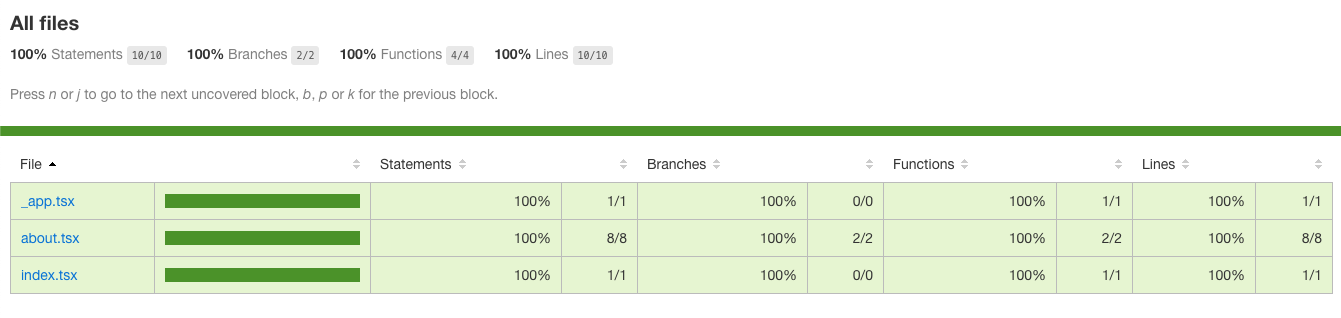 All files
100% Statements 10/10 100% Branches 2/2 100% Functions 4/4 100% Lines 10/10
Press n or j to go to the next uncovered block, b, p or k for the previous block.
File Statements Branches Functions Lines
_app.tsx 100% 1/1 100% 0/0 100% 1/1 100% 1/1
about.tsx 100% 8/8 100% 2/2 100% 2/2 100% 8/8
index.tsx 100% 1/1 100% 0/0 100% 1/1 100% 1/1